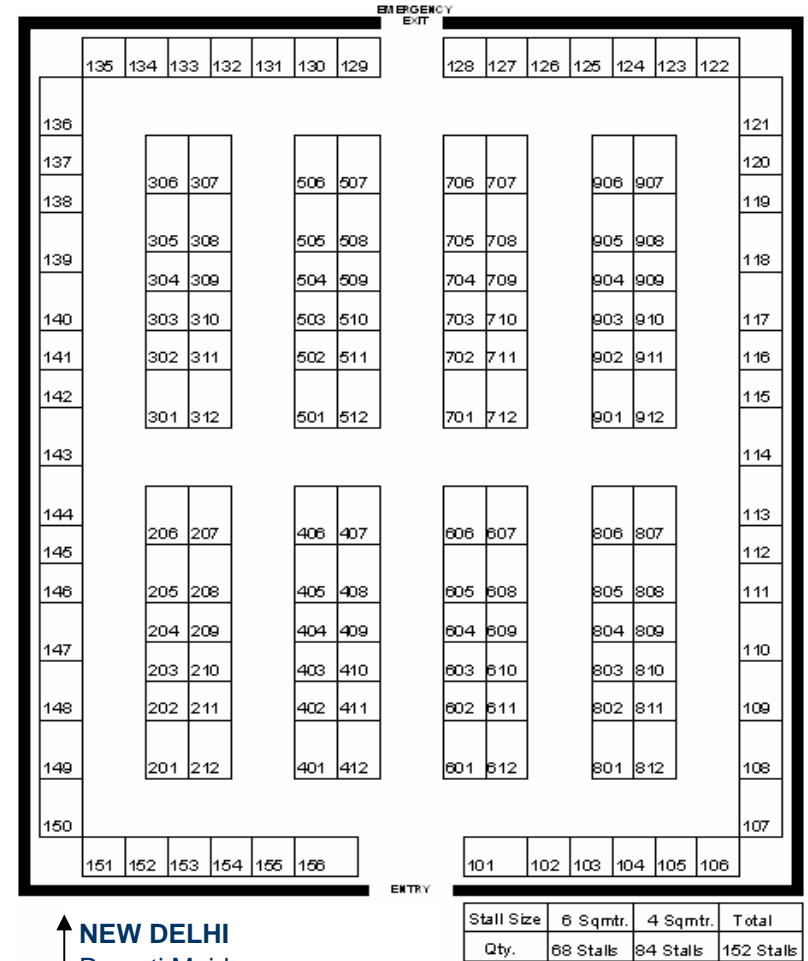 EMERGENCY
EXIT
135 134 133 132 131 130 129 128 127 126 125 124 123 122
136 121
137 120
306 307 506 507 706 707 906 907
138 119
305 308 505 508 705 708 905 908
139 118
304 309 504 509 704 709 904 909
140 303 310 503 510 703 710 903 910 117
141 302 311 502 511 702 711 902 911 116
142 115
301 312 501 512 701 712 901 912
143 114
144 113
206 207 406 407 606 607 806 807
145 112
146 205 208 405 408 605 608 805 808 111
204 209 404 409 604 609 804 809
147 110
203 210 403 410 603 610 803 810
148 202 211 402 411 602 611 802 811 109
149 201 212 401 412 601 612 801 812 108
150 107
151 152 153 154 155 156 101 102 103 104 105 106
ENTRY
Stall Size 6 Sqmtr. 4 Sqmtr. Total
Qty. 68 Stalls 84 Stalls 152 Stalls
NEW DELHI